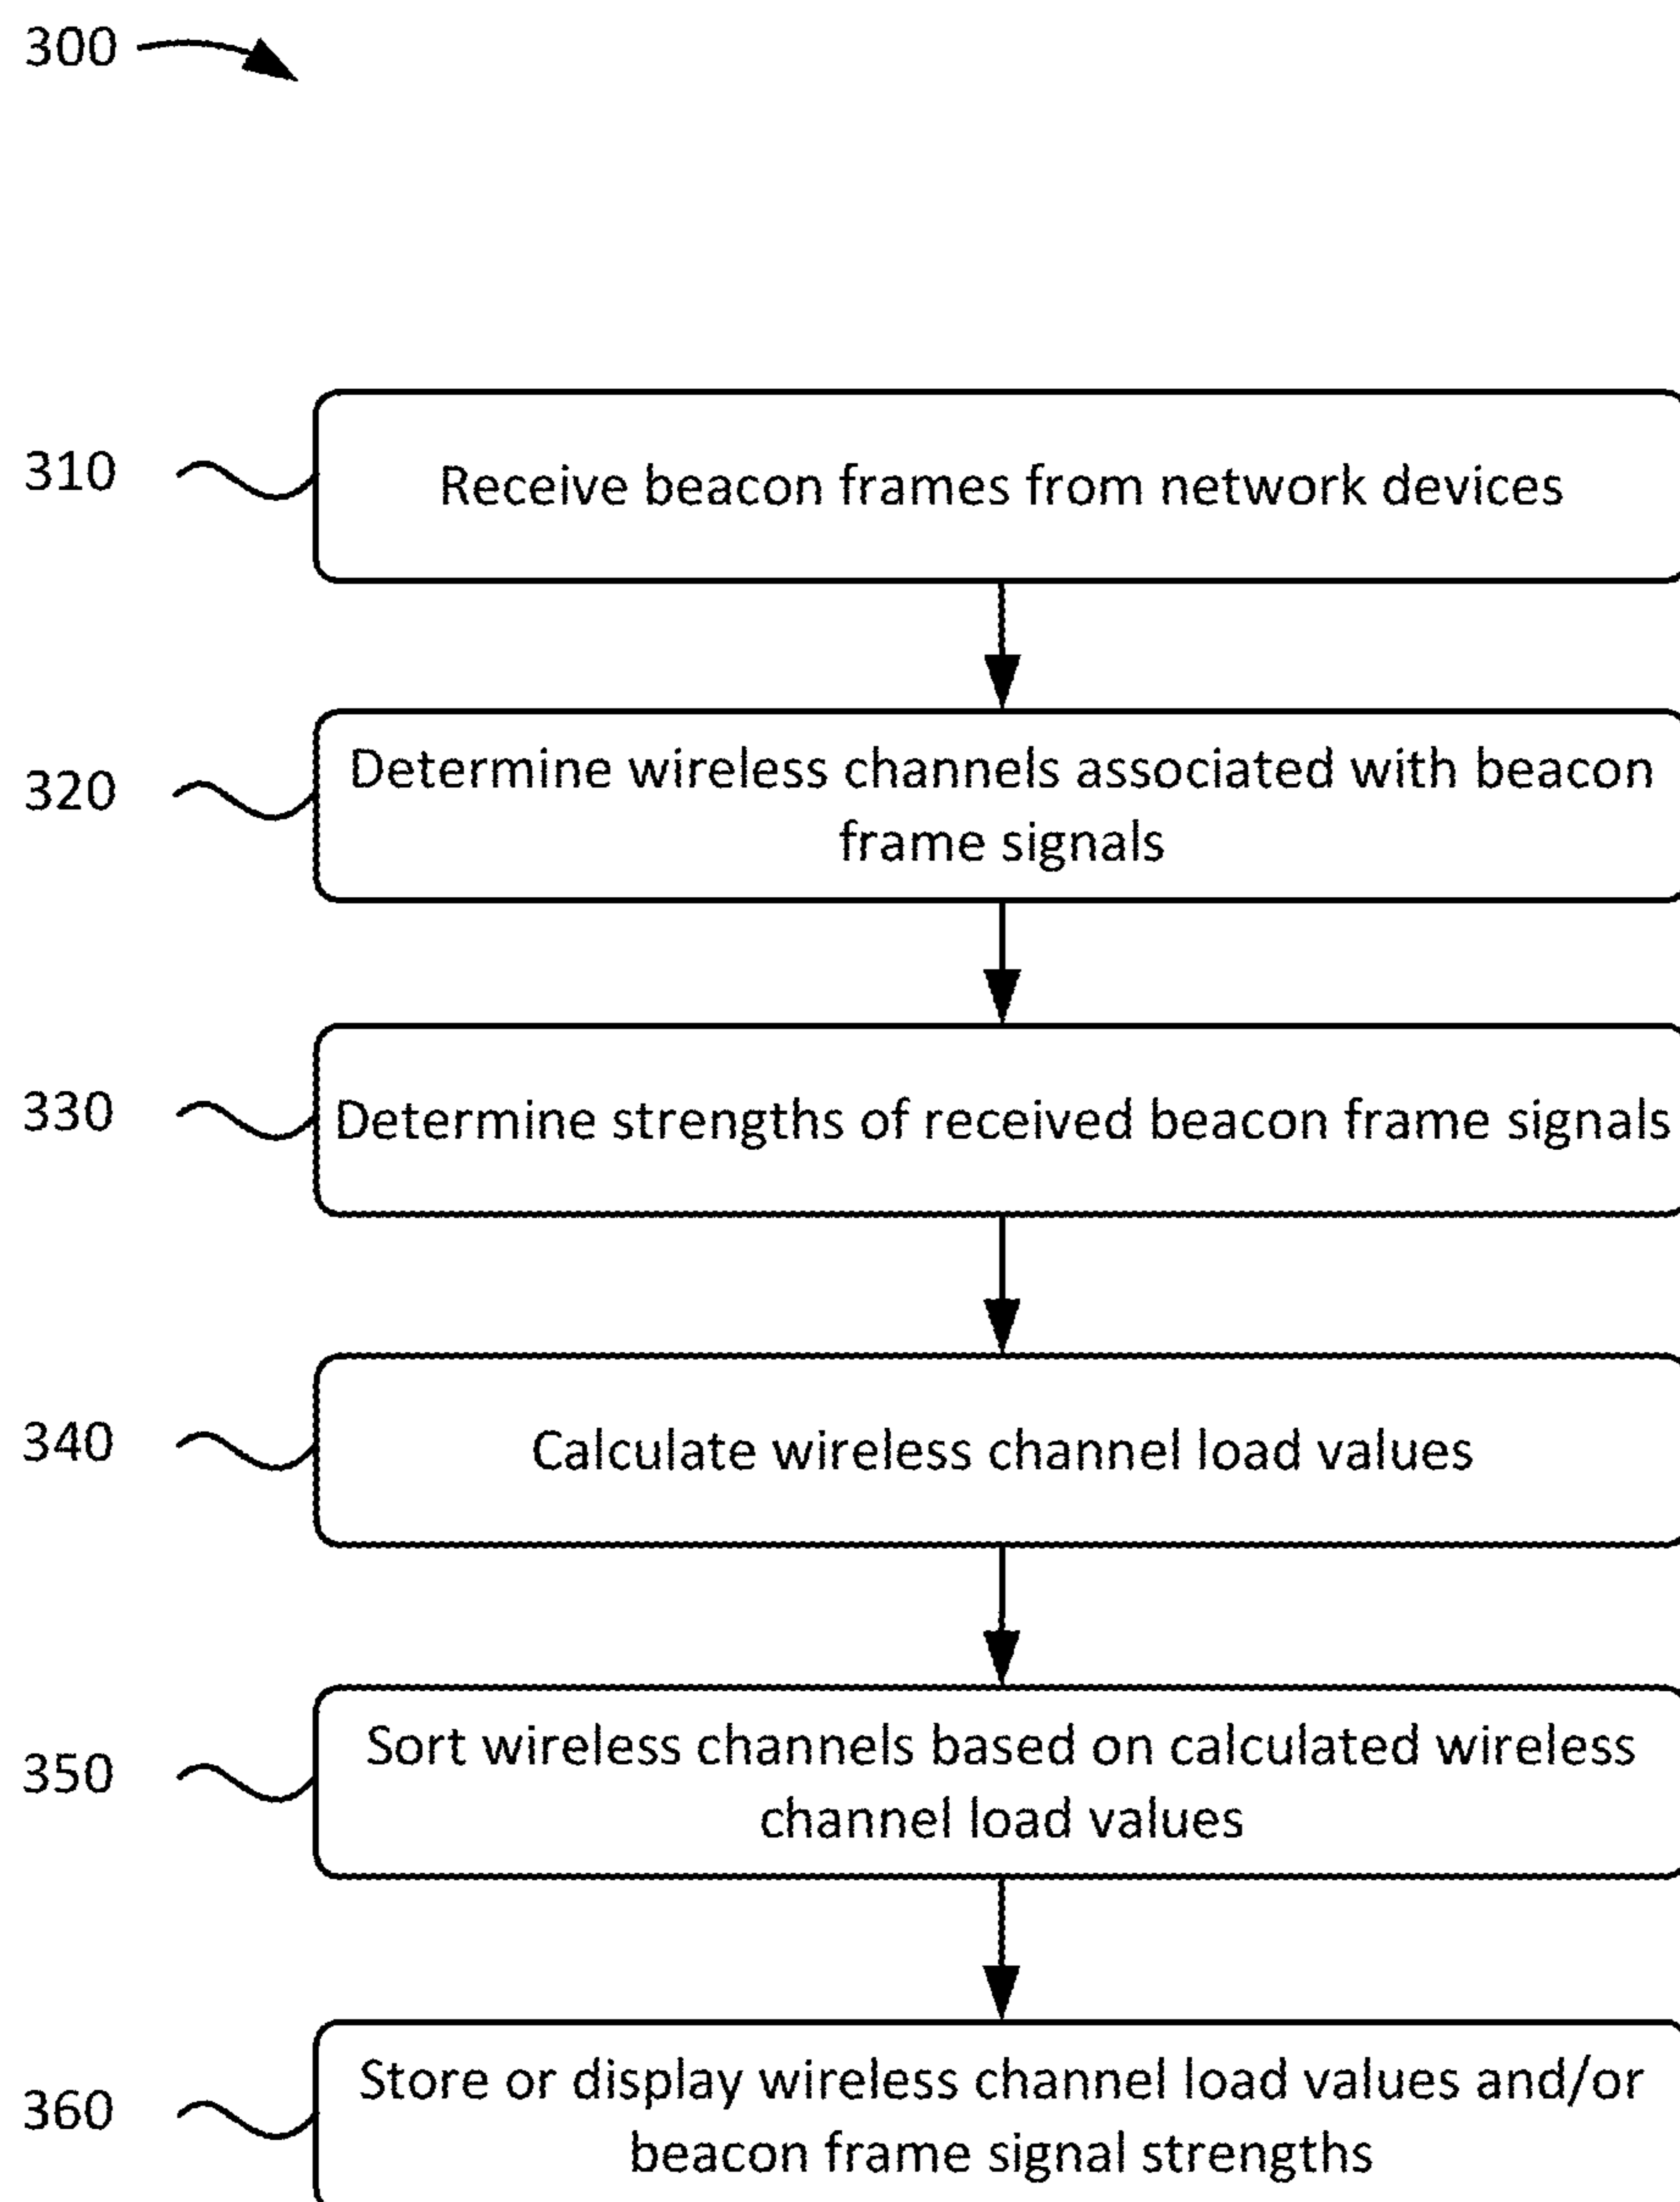 300
310
Receive beacon frames from network devices
320
Determine wireless channels associated with beacon
frame signals
330
Determine strengths of received beacon frame signals
340
Calculate wireless channel load values
350
Sort wireless channels based on calculated wireless
channel load values
360
Store or display wireless channel load values and/or
beacon frame signal strengths